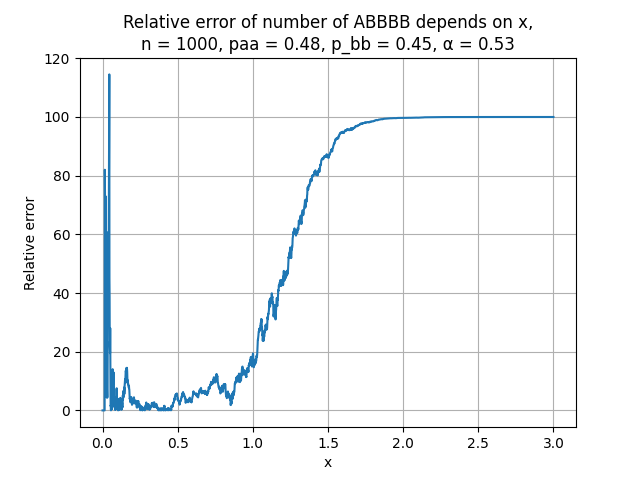 Relative error of number of ABBBB depends on x,
n = 1000, paa = 0.48, p_bb = 0.45, α = 0.53
120
100
80
60
40
20
0
Relative error
0.0 0.5 1.0 1.5 2.0 2.5 3.0
x